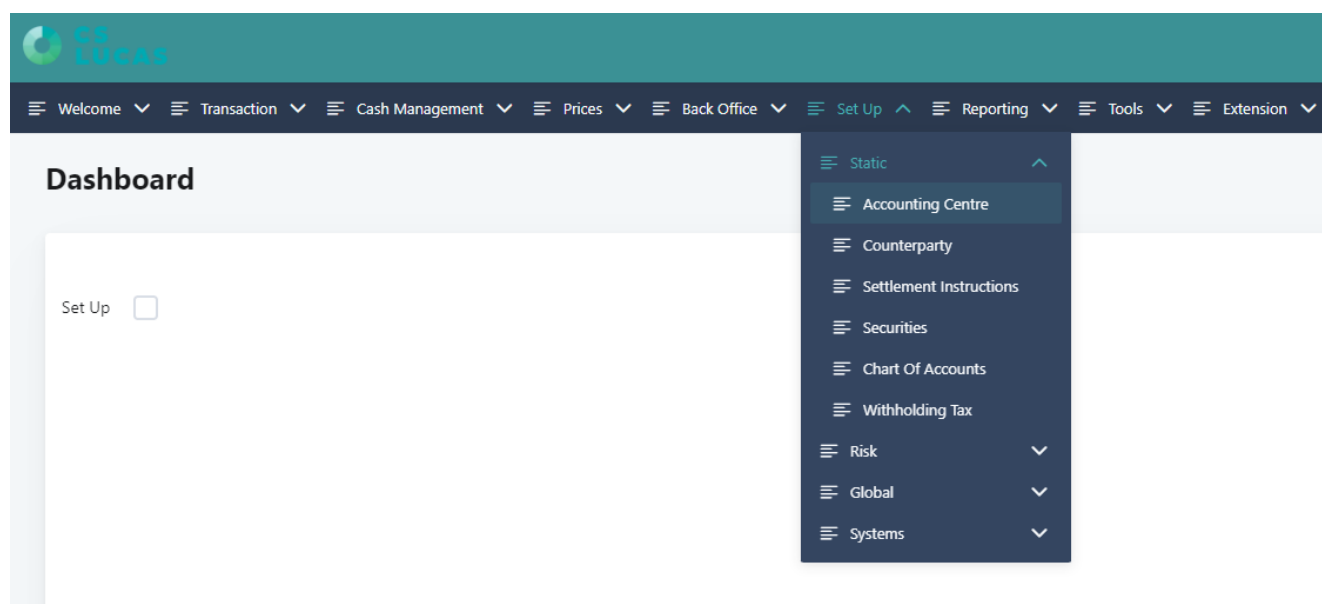 CS
LUCAS
Welcome Transaction Cash Management Prices Back Office Set Up Reporting Tools Extension
Dashboard
Set Up
Static
Accounting Centre
Counterparty
Settlement Instructions
Securities
Chart Of Accounts
Withholding Tax
Risk
Global
Systems